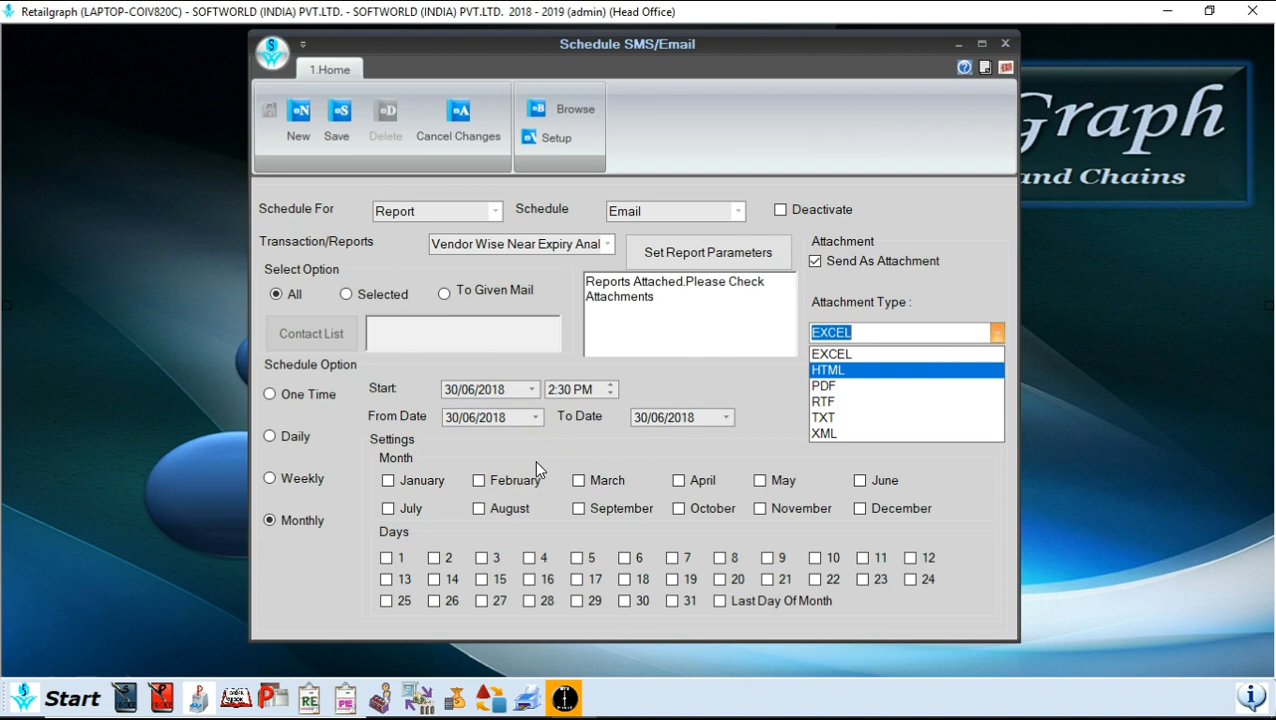 Retailgraph (LAPTOP-COIV820C) - SOFTWORLD (INDIA) PVT.LTD. - SOFTWORLD (INDIA) PVT.LTD. 2018 - 2019 (admin) (Head Office)
Schedule SMS/Email
1.Home
Graph
and Chains
N S D A B
New Save Delete Cancel Changes Browse
Setup
Schedule For Report Schedule Email Deactivate
Transaction/Reports Vendor Wise Near Expiry Anal Set Report Parameters Attachment
Send As Attachment
Select Option
All Selected To Given Mail
Reports Attached.Please Check
Attachments
Attachment Type :
Contact List
EXCEL
EXCEL
HTML
PDF
RTF
TXT
XML
Schedule Option
One Time
Daily
Weekly
Monthly
Start 30/06/2018 2:30 PM
From Date 30/06/2018 To Date 30/06/2018
Settings
Month
January February March April May June
July August September October November December
Days
1 2 3 4 5 6 7 8 9 10 11 12
13 14 15 16 17 18 19 20 21 22 23 24
25 26 27 28 29 30 31 Last Day Of Month
Start
RE
PE